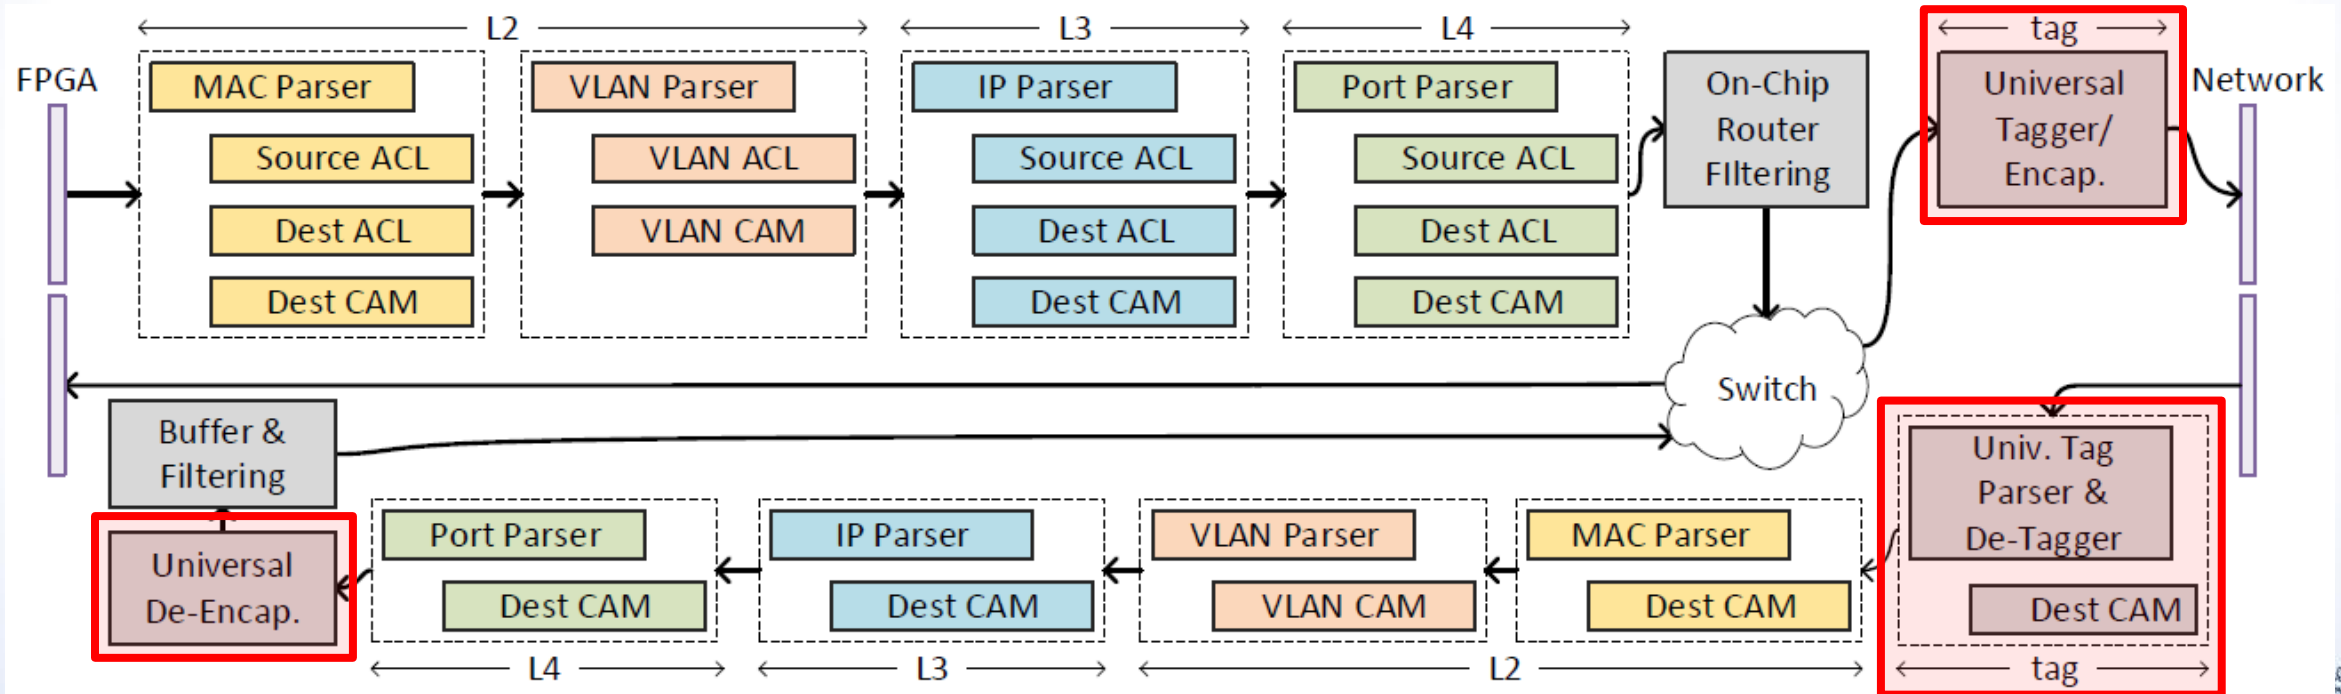 L2
L3
L4
tag
FPGA
MAC Parser
Source ACL
Dest ACL
Dest CAM
VLAN Parser
VLAN ACL
VLAN CAM
IP Parser
Source ACL
Dest ACL
Dest CAM
Port Parser
Source ACL
Dest ACL
Dest CAM
On-Chip
Router
FIltering
Universal
Tagger/
Encap.
Network
Switch
Buffer &
Filtering
Universal
De-Encap.
Port Parser
Dest CAM
IP Parser
Dest CAM
VLAN Parser
VLAN CAM
MAC Parser
Dest CAM
Univ. Tag
Parser &
De-Tagger
Dest CAM
L4
L3
L2
tag